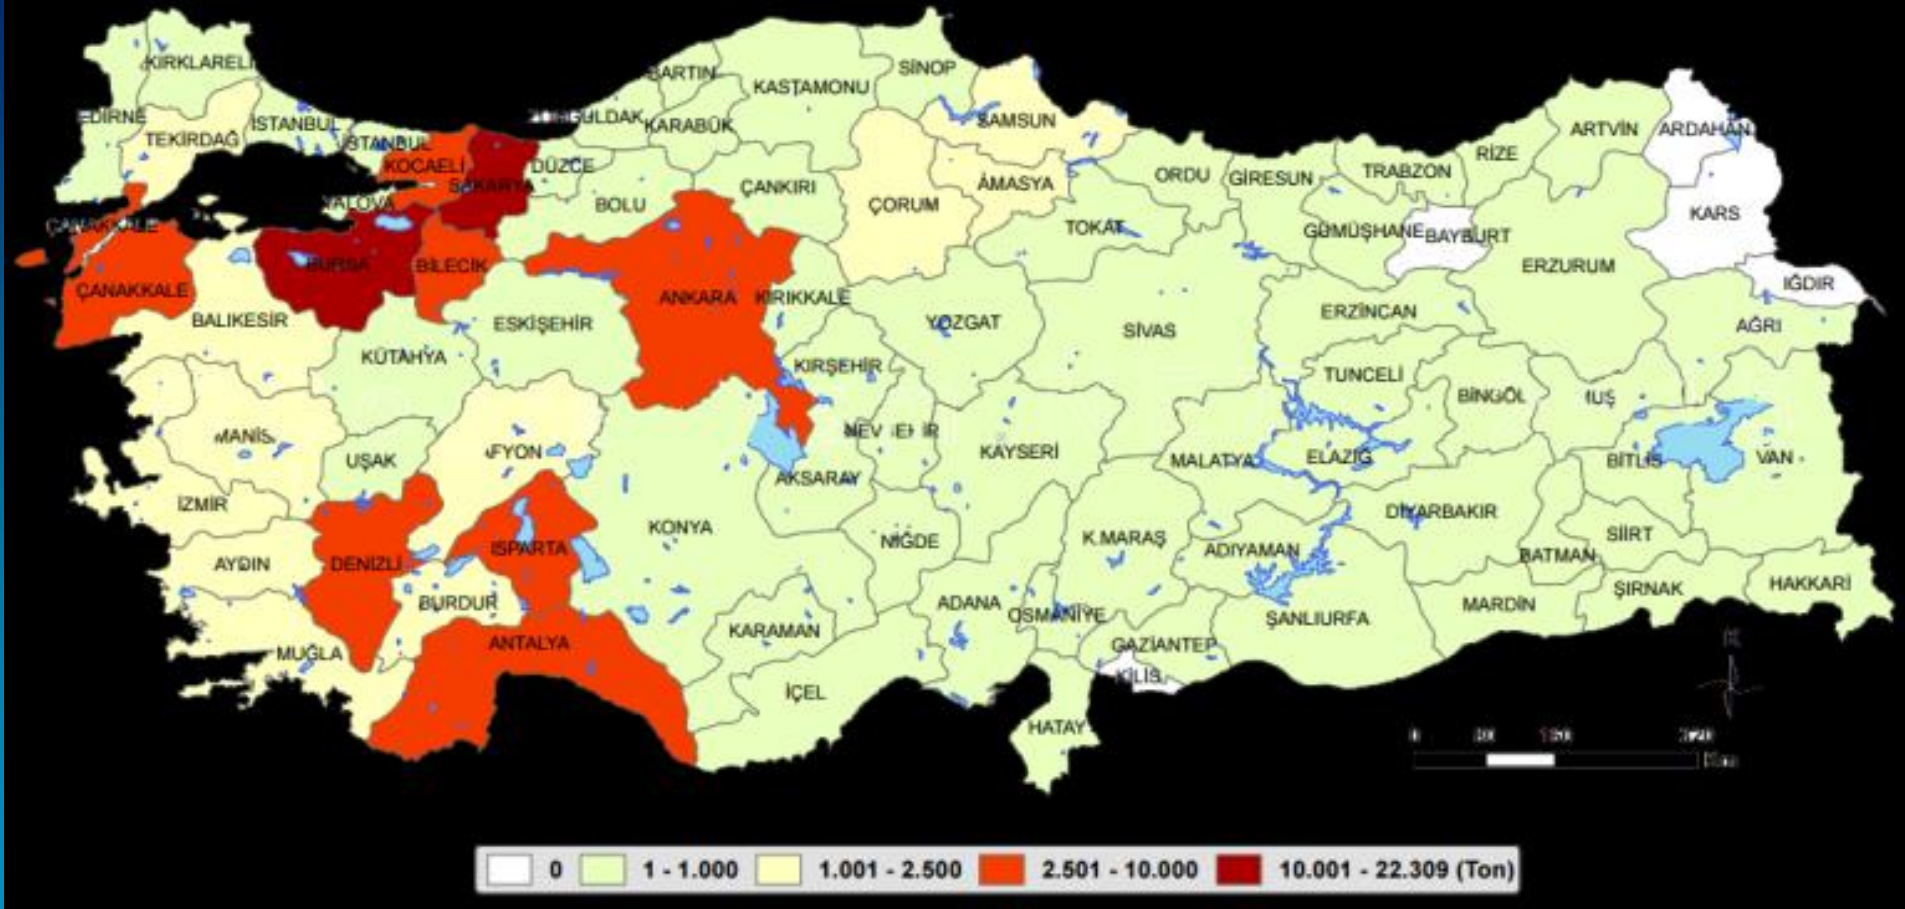 KIRKLARELİ
EDİRNE
TEKİRDAĞ
İSTANBUL
İSTANBUL
KOCAELİ
SAKARYA
YALOVA
DÜZCE
BOLU
BARTIN
KARABÜK
KASTAMONU
SİNOP
ÇANKIRI
SAMSUN
AMASYA
ÇORUM
TOKAT
ORDU
GİRESUN
TRABZON
RİZE
ARTVİN
ARDAHAN
KARS
GÜMÜŞHANE
BAYBURT
ERZURUM
IĞDIR
AĞRI
ÇANAKKALE
ÇANAKKALE
BURSA
BİLECİK
BALIKESİR
ESKİŞEHİR
ANKARA
KIRIKKALE
YOZGAT
SİVAS
ERZİNCAN
KÜTAHYA
KIRŞEHİR
TUNCELİ
BİNGÖL
UŞAK
KAYSERİ
MALATYA
ELAZIĞ
BİTLİS
VAN
AKSARAY
İZMİR
KONYA
NİĞDE
K.MARAŞ
DİYARBAKIR
SİİRT
BATMAN
AYDIN
DENİZLİ
ISPARTA
ADIYAMAN
BURDUR
ADANA
OSMANİYE
ŞANLIURFA
MARDİN
ŞIRNAK
HAKKARİ
MUĞLA
ANTALYA
KARAMAN
GAZİANTEP
KİLİS
İÇEL
HATAY
0 1 - 1.000 1.001 - 2.500 2.501 - 10.000 10.001 - 22.309 (Ton)